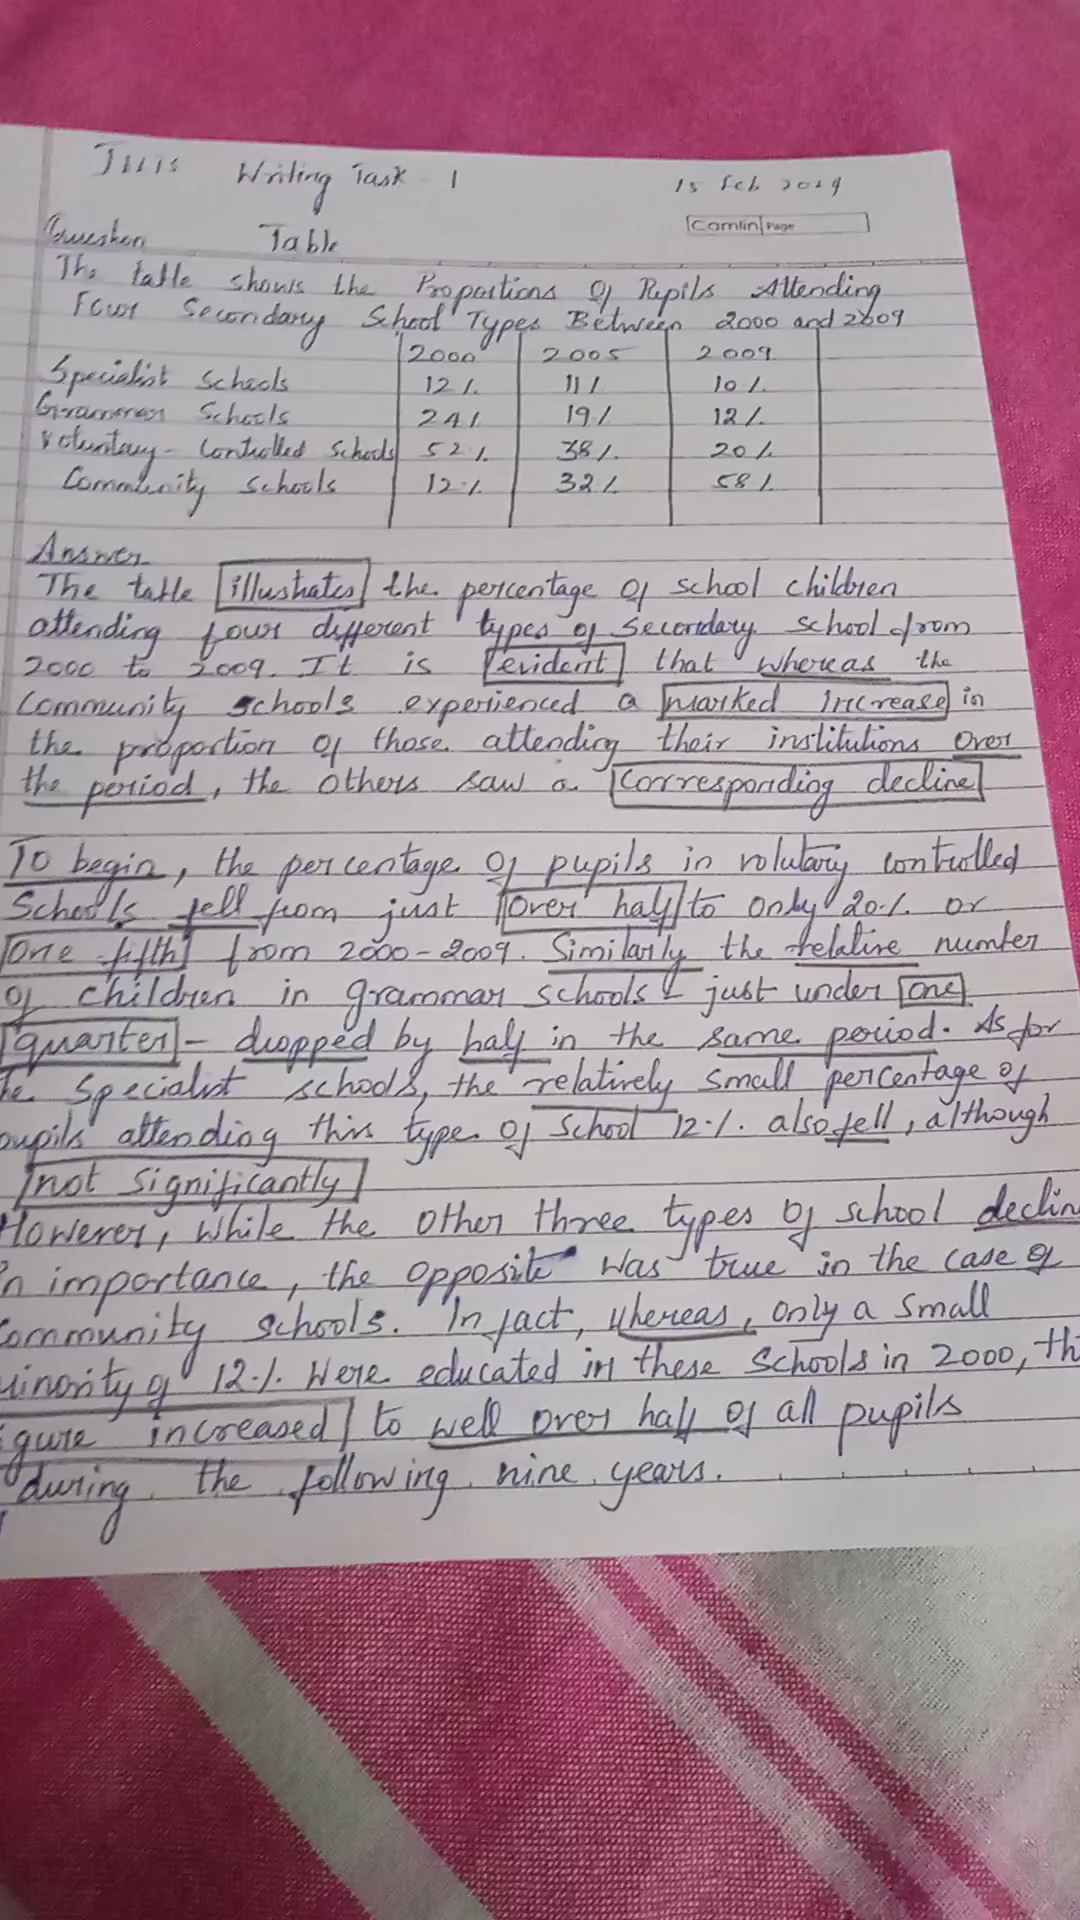 Writing Task 1
15 Feb 2024
Camlin Page
Question Table
The table shows the Proportions Of Pupils Attending
Four Secondary School Types Between 2000 and 2009
2000 2005 2009
Specialist Schools 12% 11% 10%
Grammar Schools 24% 19% 12%
Voluntary-Controlled Schools 52% 38% 20%
Community Schools 12% 32% 58%
Answer
The table illustrates the percentage of school children
attending four different types of Secondary school from
2000 to 2009. It is evident that whereas the
Community schools experienced a marked increase in
the proportion of those attending their institutions over
the period, the others saw a corresponding decline
To begin, the percentage of pupils in volutary controlled
Schools fell from just over half to only 20% or
one fifth from 2000-2009. Similarly the relative number
of children in grammar schools - just under one
quarter - dropped by half in the same period. As for
the Specialist schools, the relatively small percentage of
pupils attending this type of School 12% also fell, although
not Significantly
However, while the other three types of school declin
in importance, the opposite was true in the case of
Community schools. In fact, whereas, only a small
minority of 12% Were educated in these Schools in 2000, th
figure increased to well over half of all pupils
during the following nine years.